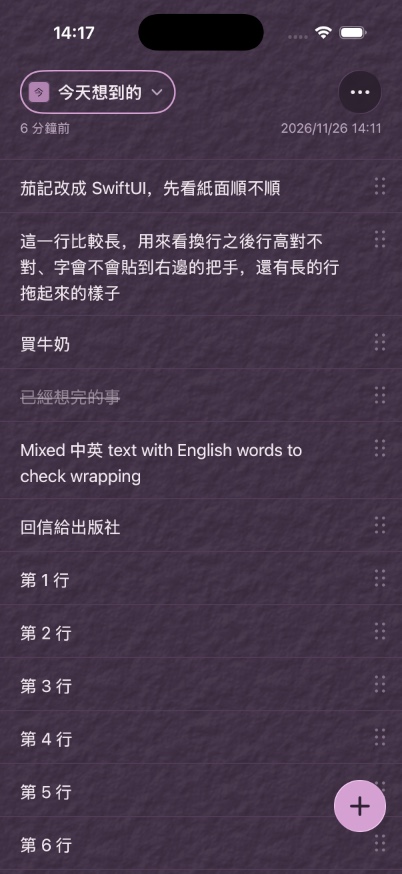 14:17
今 今天想到的
6 分鐘前 2026/11/26 14:11
茄記改成 SwiftUI，先看紙面順不順
這一行比較長，用來看換行之後行高對不
對、字會不會貼到右邊的把手，還有長的行
拖起來的樣子
買牛奶
已經想完的事
Mixed 中英 text with English words to
check wrapping
回信給出版社
第 1 行
第 2 行
第 3 行
第 4 行
第 5 行
第 6 行